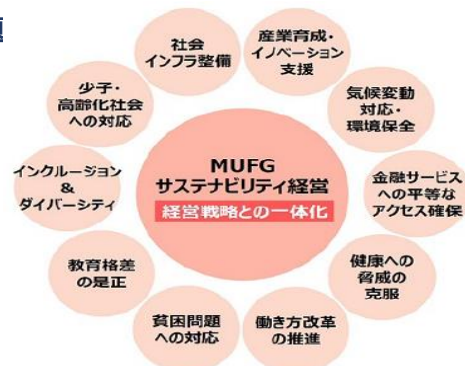 社会
インフラ整備
産業育成・
イノベーション
支援
気候変動
対応・
環境保全
金融サービス
への平等な
アクセス確保
健康への
脅威の
克服
働き方改革
の推進
貧困問題
への対応
教育格差
の是正
インクルージョン
&
ダイバーシティ
少子・
高齢化社会
への対応
MUFG
サステナビリティ経営
経営戦略との一体化